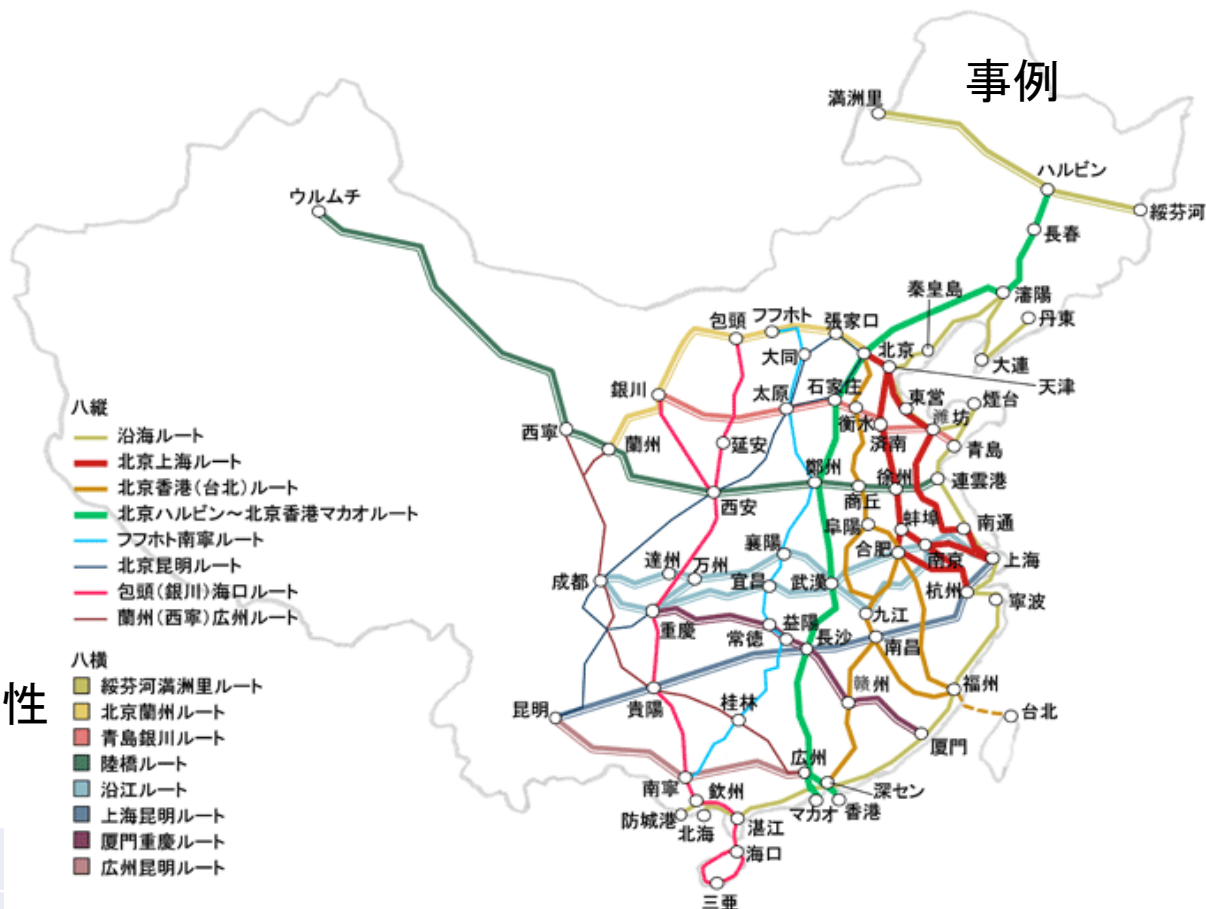 事例
満洲里
ハルビン
綏芬河
長春
ウルムチ
秦皇島
瀋陽
丹東
包頭
フフホト
張家口
大同
北京
大連
天津
銀川
太原
石家庄
東営
煙台
衡水
濰坊
済南
青島
西寧
蘭州
延安
鄭州
徐州
連雲港
西安
商丘
阜陽
蚌埠
南通
襄陽
合肥
南京
上海
達州
万州
成都
宜昌
武漢
杭州
寧波
九江
重慶
益陽
常徳
長沙
南昌
贛州
福州
台北
昆明
貴陽
桂林
厦門
広州
南寧
欽州
深セン
防城港
北海
湛江
マカオ
香港
海口
三亜
八縦
沿海ルート
北京上海ルート
北京香港(台北)ルート
北京ハルビン～北京香港マカオルート
フフホト南寧ルート
北京昆明ルート
包頭(銀川)海口ルート
蘭州(西寧)広州ルート
八横
綏芬河満洲里ルート
北京蘭州ルート
青島銀川ルート
陸橋ルート
沿江ルート
上海昆明ルート
厦門重慶ルート
広州昆明ルート
性